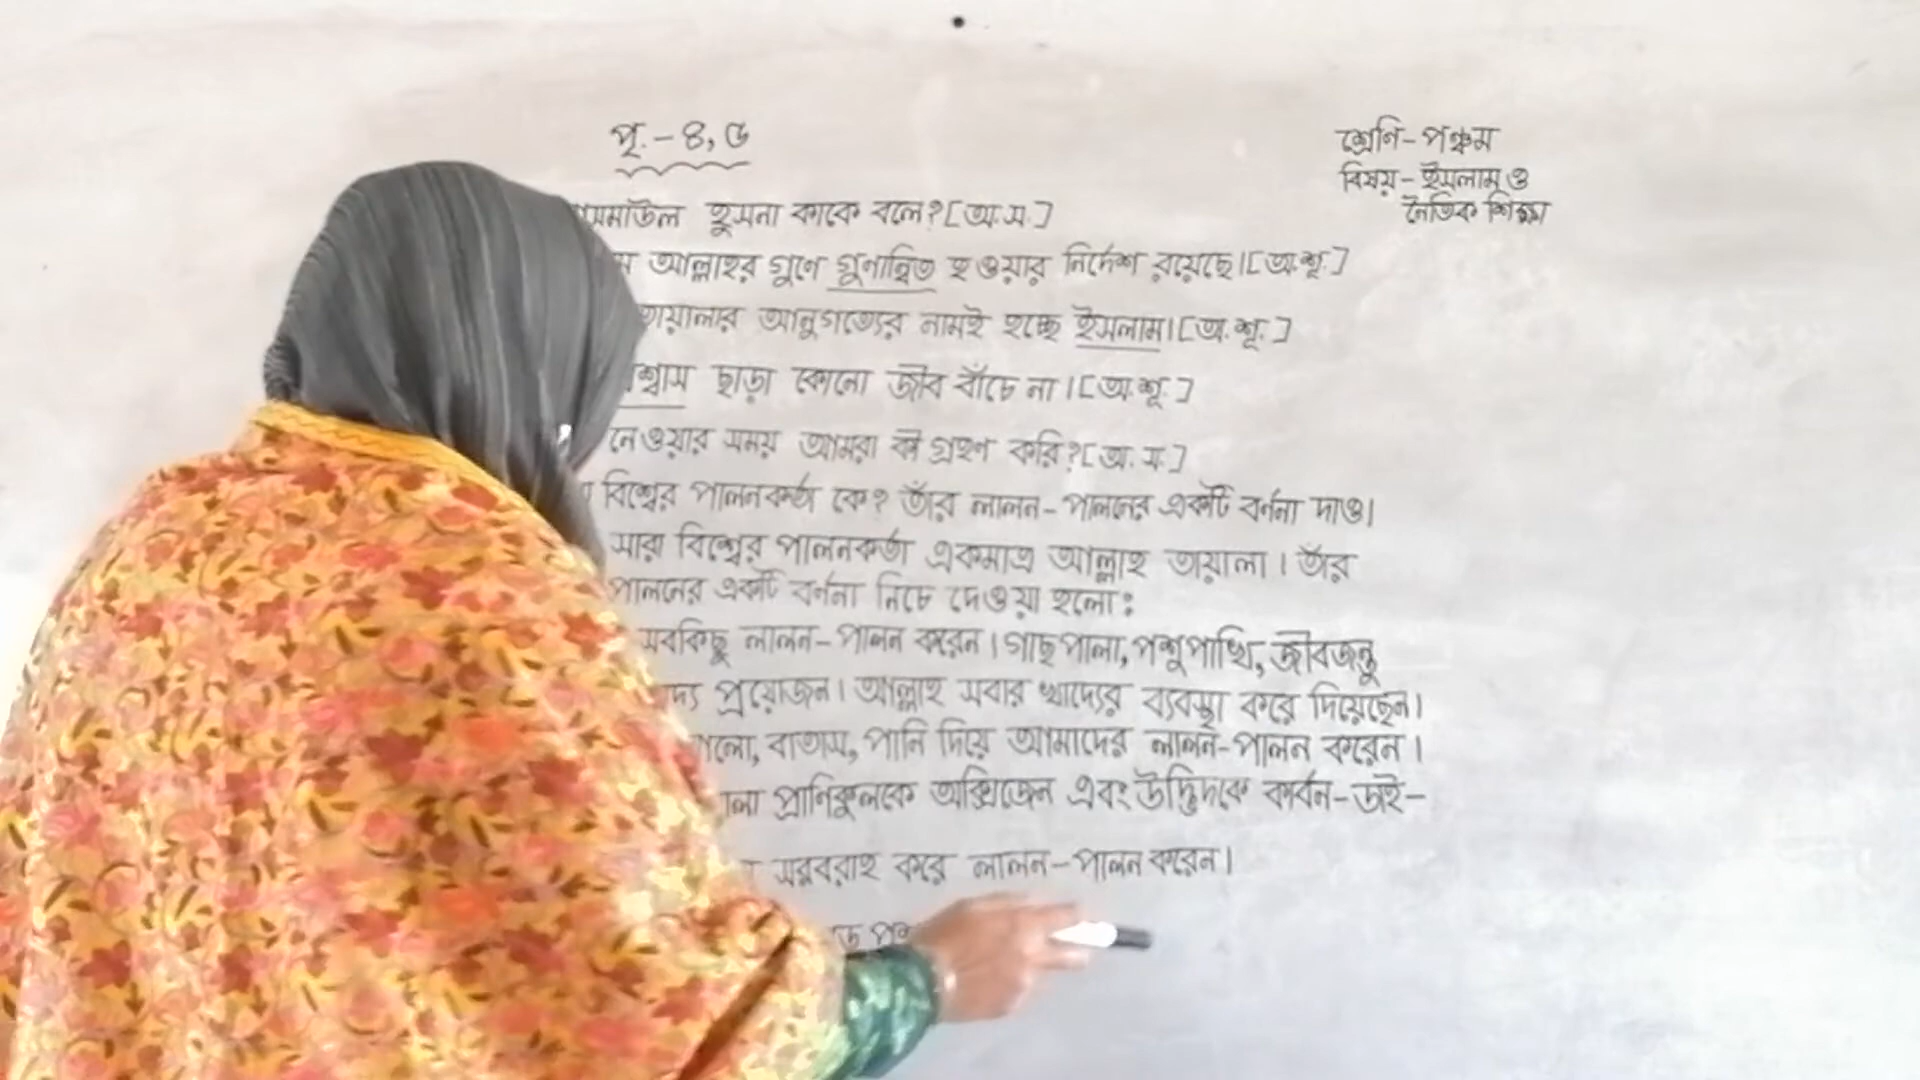 পৃ.-৪,৫
শ্রেণি-পঞ্চম
বিষয়-ইসলাম ও
নৈতিক শিক্ষা
হুসনা কাকে বলে? [অ.স.]
আল্লাহর গুণে গুণান্বিত হওয়ার নির্দেশ রয়েছে। [অ.শূ.]
আনুগত্যের নামই হচ্ছে ইসলাম। [অ.শূ.]
ছাড়া কোনো জীব বাঁচে না। [অ.শূ.]
নেওয়ার সময় আমরা কী গ্রহণ করি? [অ.স.]
বিশ্বের পালনকর্তা কে? তাঁর লালন-পালনের একটি বর্ণনা দাও।
সারা বিশ্বের পালনকর্তা একমাত্র আল্লাহ তায়ালা। তাঁর
পালনের একটি বর্ণনা নিচে দেওয়া হলো:
সবকিছু লালন-পালন করেন। গাছপালা, পশুপাখি, জীবজন্তু
প্রয়োজন। আল্লাহ সবার খাদ্যের ব্যবস্থা করে দিয়েছেন।
বাতাস, পানি দিয়ে আমাদের লালন-পালন করেন।
প্রাণিকুলকে অক্সিজেন এবং উদ্ভিদকে কার্বন-ডাই-
সরবরাহ করে লালন-পালন করেন।